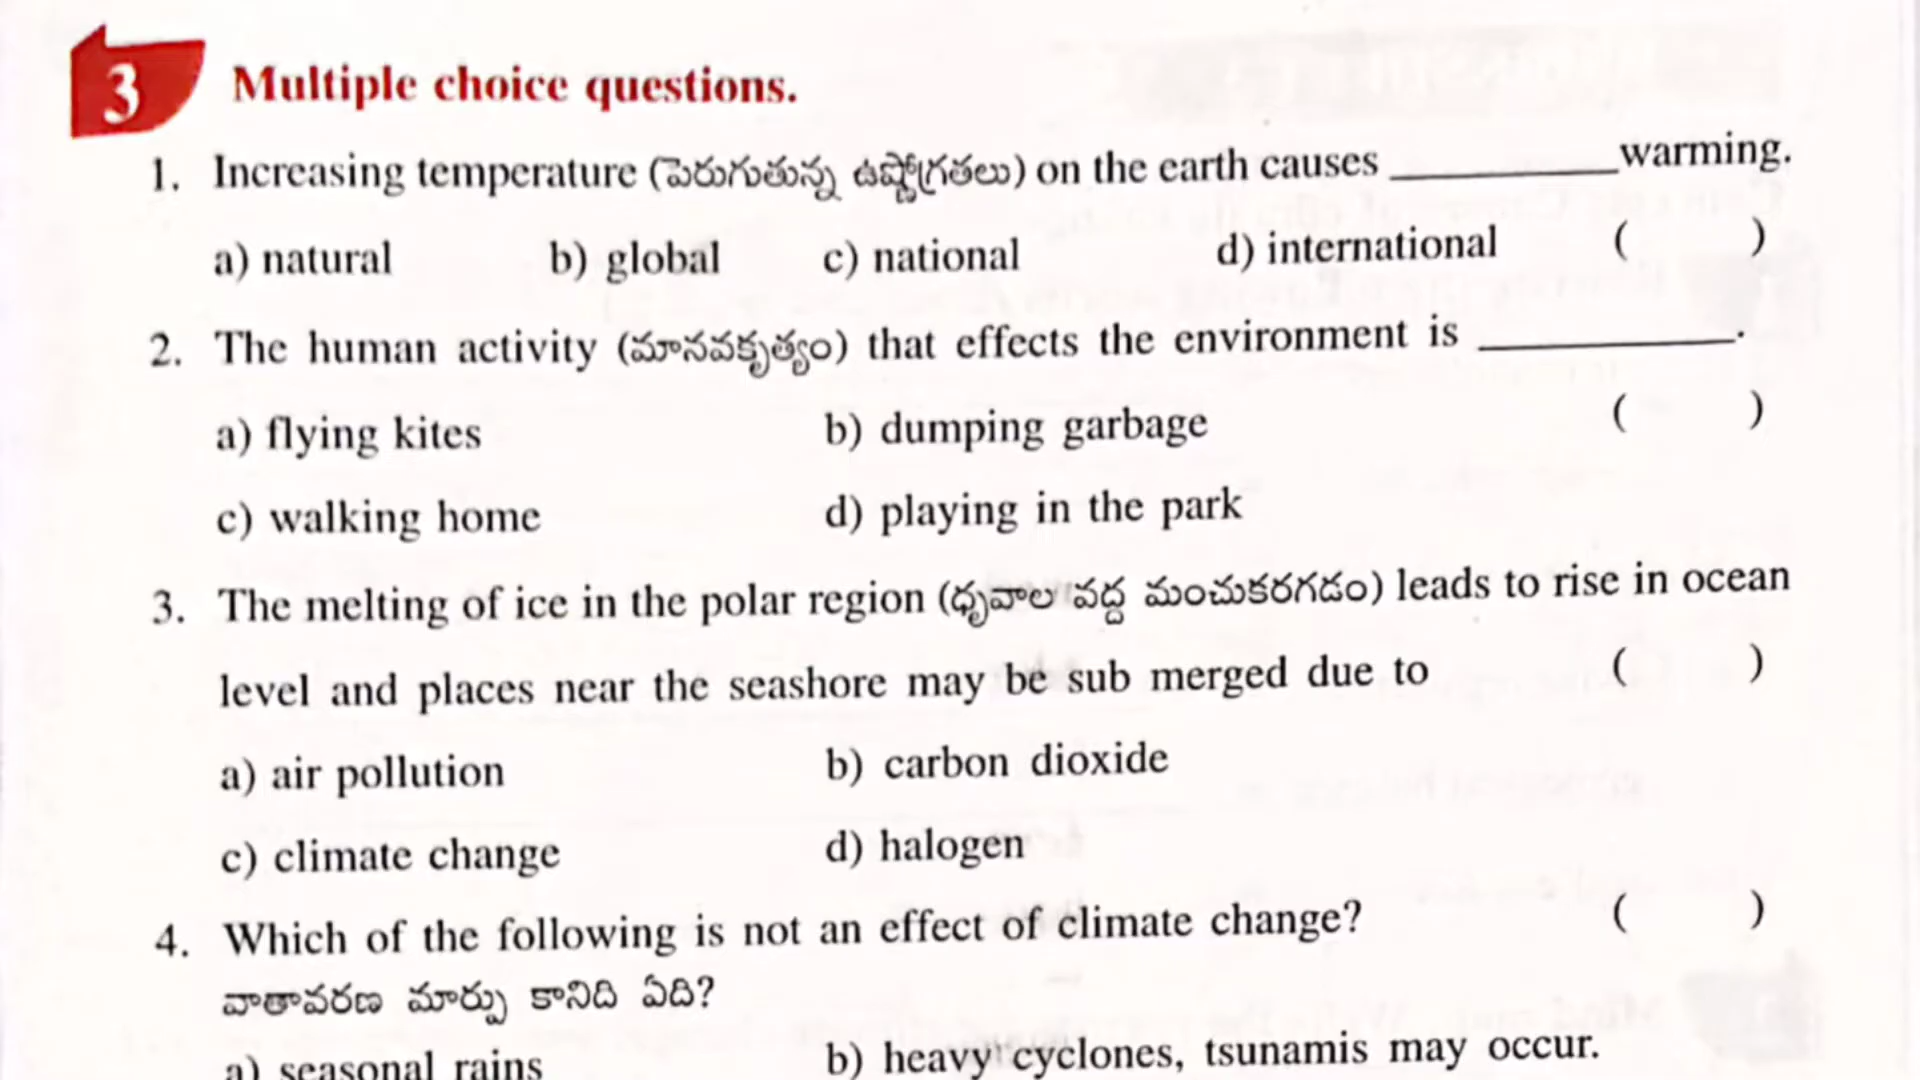 3 Multiple choice questions.
1. Increasing temperature (పెరుగుతున్న ఉష్ణోగ్రతలు) on the earth causes __________ warming.
a) natural b) global c) national d) international ( )
2. The human activity (మానవకృత్యం) that effects the environment is __________.
a) flying kites b) dumping garbage ( )
c) walking home d) playing in the park
3. The melting of ice in the polar region (ధృవాల వద్ద మంచుకరగడం) leads to rise in ocean
level and places near the seashore may be sub merged due to ( )
a) air pollution b) carbon dioxide
c) climate change d) halogen
4. Which of the following is not an effect of climate change? ( )
వాతావరణ మార్పు కానిది ఏది?
a) seasonal rains b) heavy cyclones, tsunamis may occur.